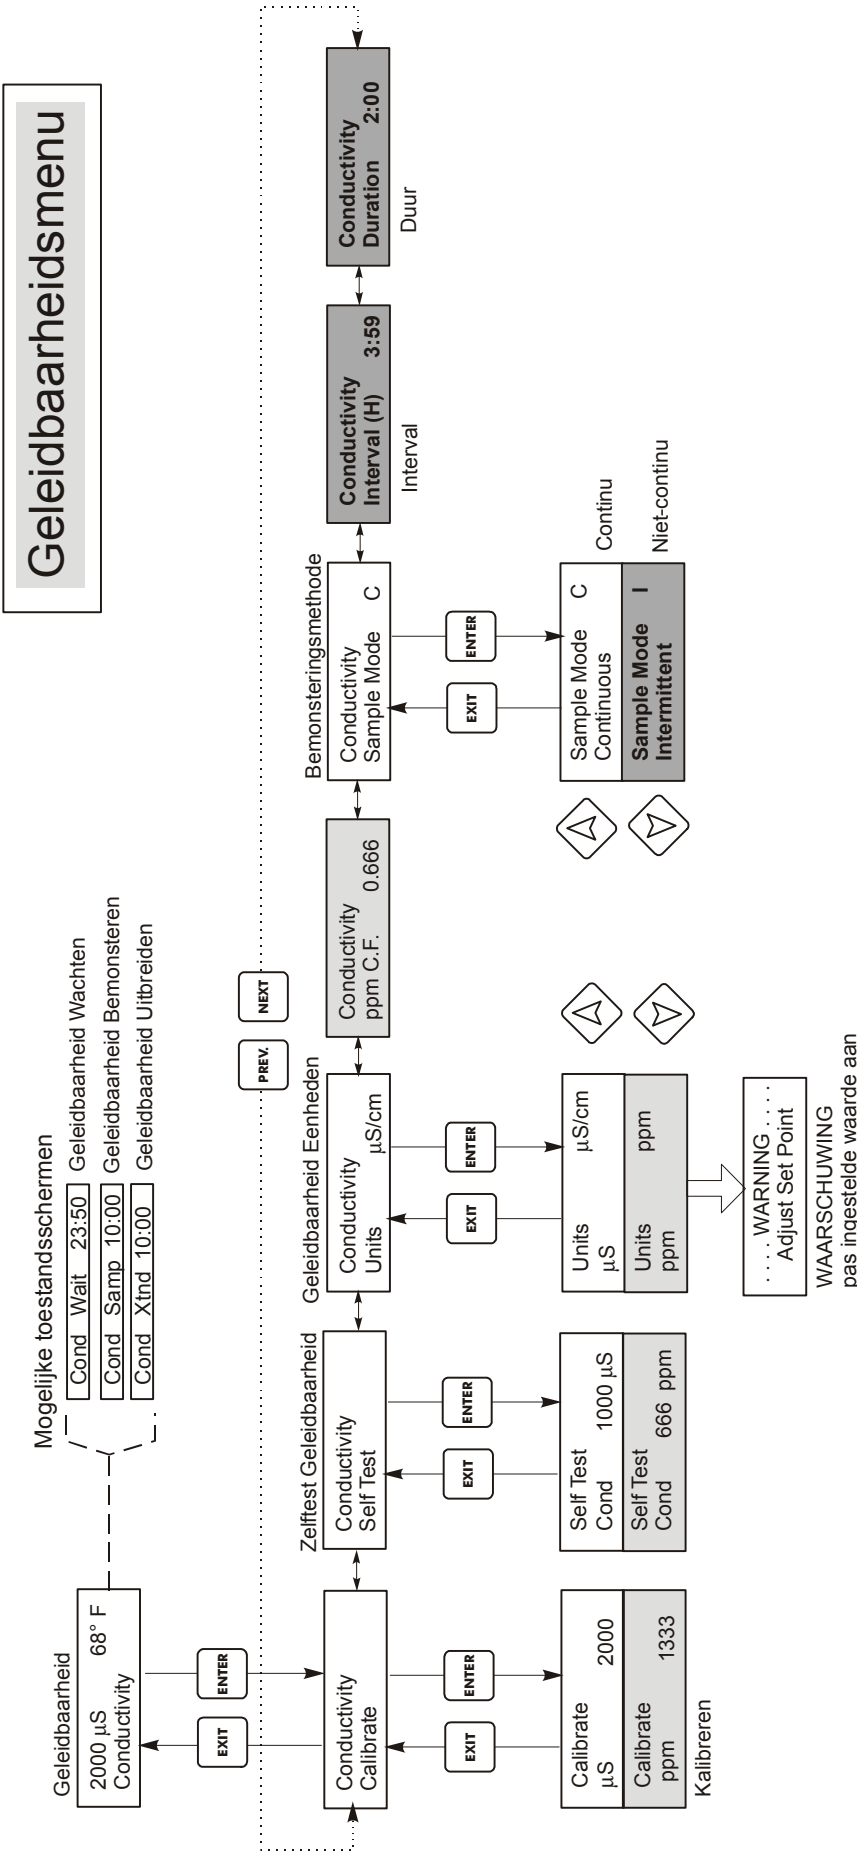 Geleidbaarheidsmenu
Mogelijke toestandsschermen
Cond Wait 23:50 Geleidbaarheid Wachten
Cond Samp 10:00 Geleidbaarheid Bemonsteren
Cond Xtnd 10:00 Geleidbaarheid Uitbreiden
Geleidbaarheid
2000 µS 68° F
Conductivity
EXIT
ENTER
PREV.
NEXT
Conductivity
Calibrate
Zelftest Geleidbaarheid
Conductivity
Self Test
Geleidbaarheid Eenheden
Conductivity
Units µS/cm
Conductivity
ppm C.F. 0.666
Bemonsteringsmethode
Conductivity
Sample Mode C
Conductivity
Interval (H) 3:59
Interval
Conductivity
Duration 2:00
Duur
EXIT
ENTER
EXIT
ENTER
EXIT
ENTER
EXIT
ENTER
Calibrate
µS 2000
Calibrate
ppm 1333
Kalibreren
Self Test
Cond 1000 µS
Self Test
Cond 666 ppm
Units µS/cm
µS
Units ppm
ppm
Sample Mode C
Continuous
Continu
Sample Mode I
Intermittent
Niet-continu
. . . . WARNING . . . .
Adjust Set Point
WAARSCHUWING
pas ingestelde waarde aan